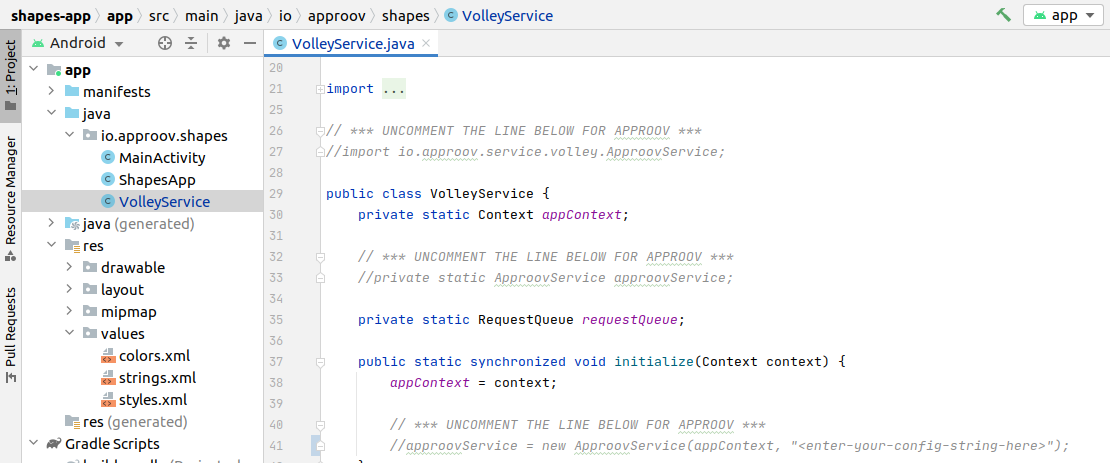 shapes-app app src main java io approov shapes VolleyService app
1: Project
Resource Manager
Pull Requests
Android
app
manifests
java
io.approov.shapes
MainActivity
ShapesApp
VolleyService
java (generated)
res
drawable
layout
mipmap
values
colors.xml
strings.xml
styles.xml
res (generated)
Gradle Scripts
VolleyService.java
20
21 import ...
25
26 // *** UNCOMMENT THE LINE BELOW FOR APPROOV ***
27 //import io.approov.service.volley.ApproovService;
28
29 public class VolleyService {
30 private static Context appContext;
31
32 // *** UNCOMMENT THE LINE BELOW FOR APPROOV ***
33 //private static ApproovService approovService;
34
35 private static RequestQueue requestQueue;
36
37 public static synchronized void initialize(Context context) {
38 appContext = context;
39
40 // *** UNCOMMENT THE LINE BELOW FOR APPROOV ***
41 //approovService = new ApproovService(appContext, "<enter-your-config-string-here>");